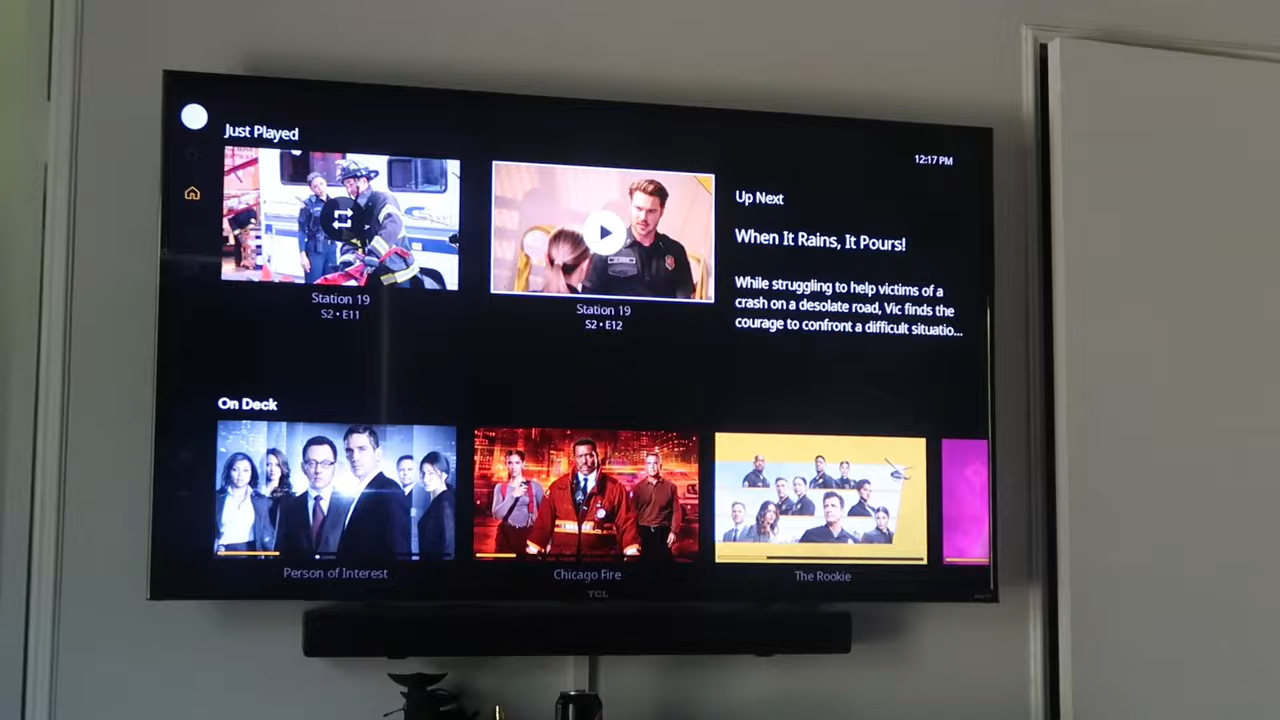 Just Played
12:17 PM
Station 19
S2 • E11
Station 19
S2 • E12
Up Next
When It Rains, It Pours!
While struggling to help victims of a
crash on a desolate road, Vic finds the
courage to confront a difficult situatio...
On Deck
Person of Interest
Chicago Fire
The Rookie
TCL